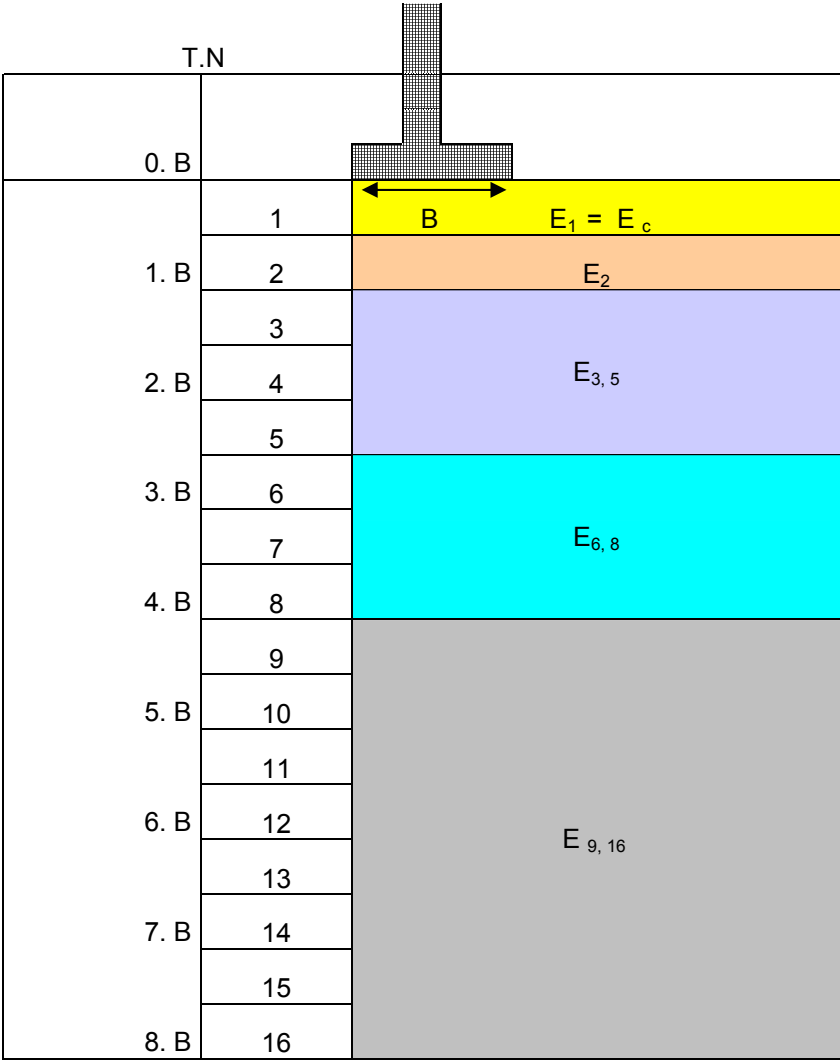 T.N
0. B
1 B E₁ = E c
1. B 2 E₂
3
2. B 4 E₃, ₅
5
3. B 6
7 E₆, ₈
4. B 8
9
5. B 10
11
6. B 12 E ₉, ₁₆
13
7. B 14
15
8. B 16